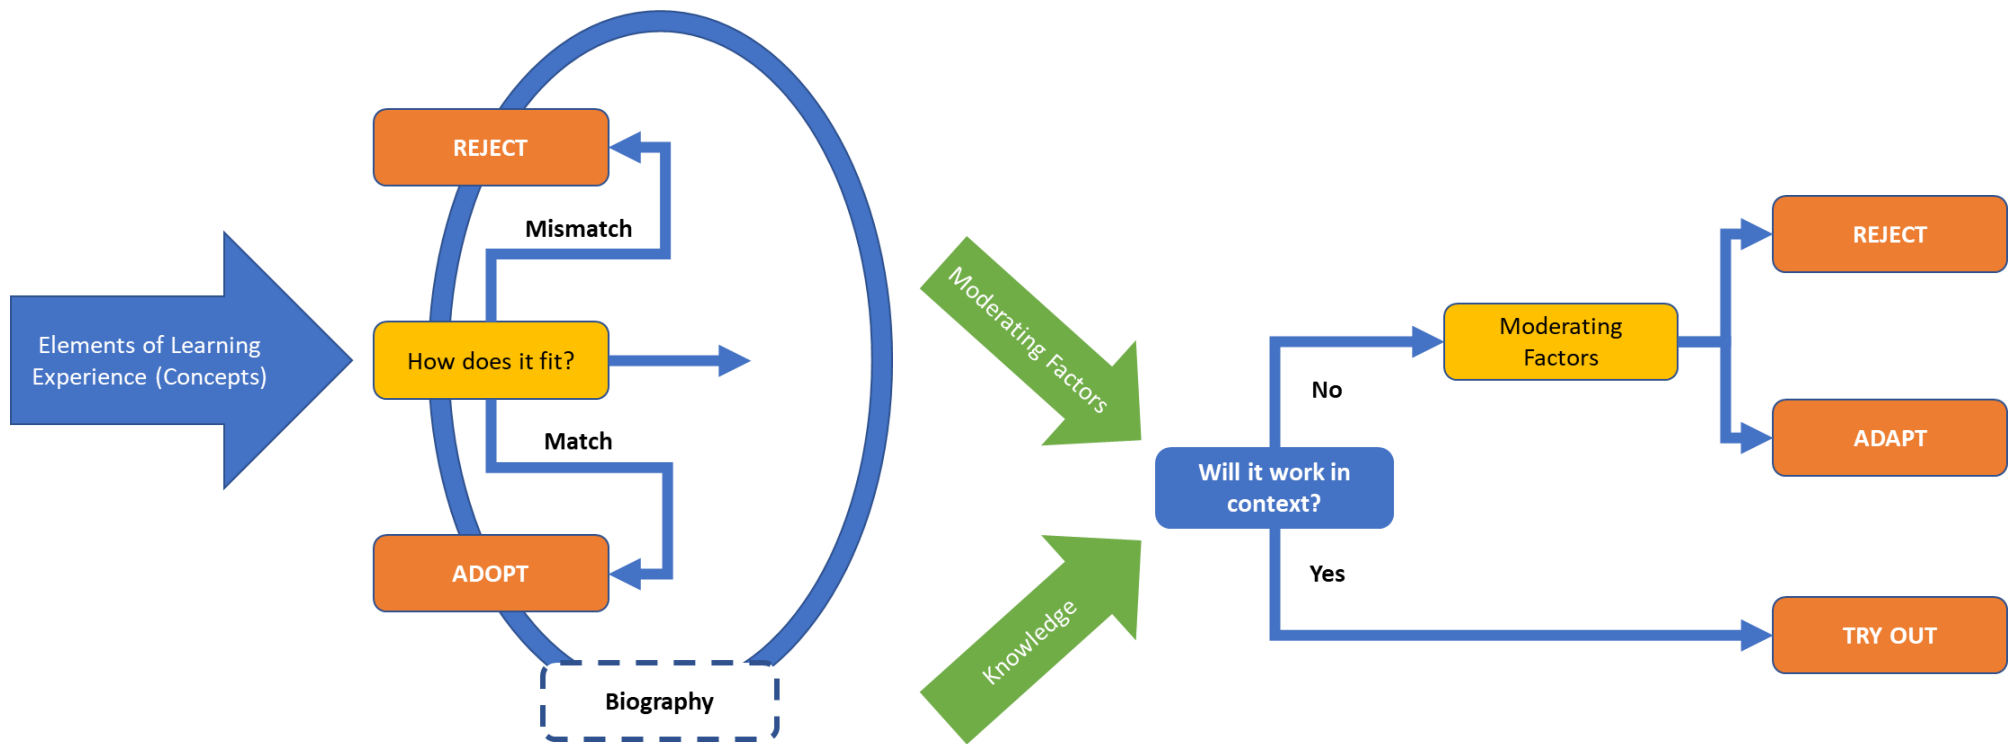 Elements of Learning
Experience (Concepts)
REJECT
Mismatch
How does it fit?
Match
ADOPT
Biography
Moderating Factors
Knowledge
Will it work in
context?
No
Yes
Moderating
Factors
REJECT
ADAPT
TRY OUT